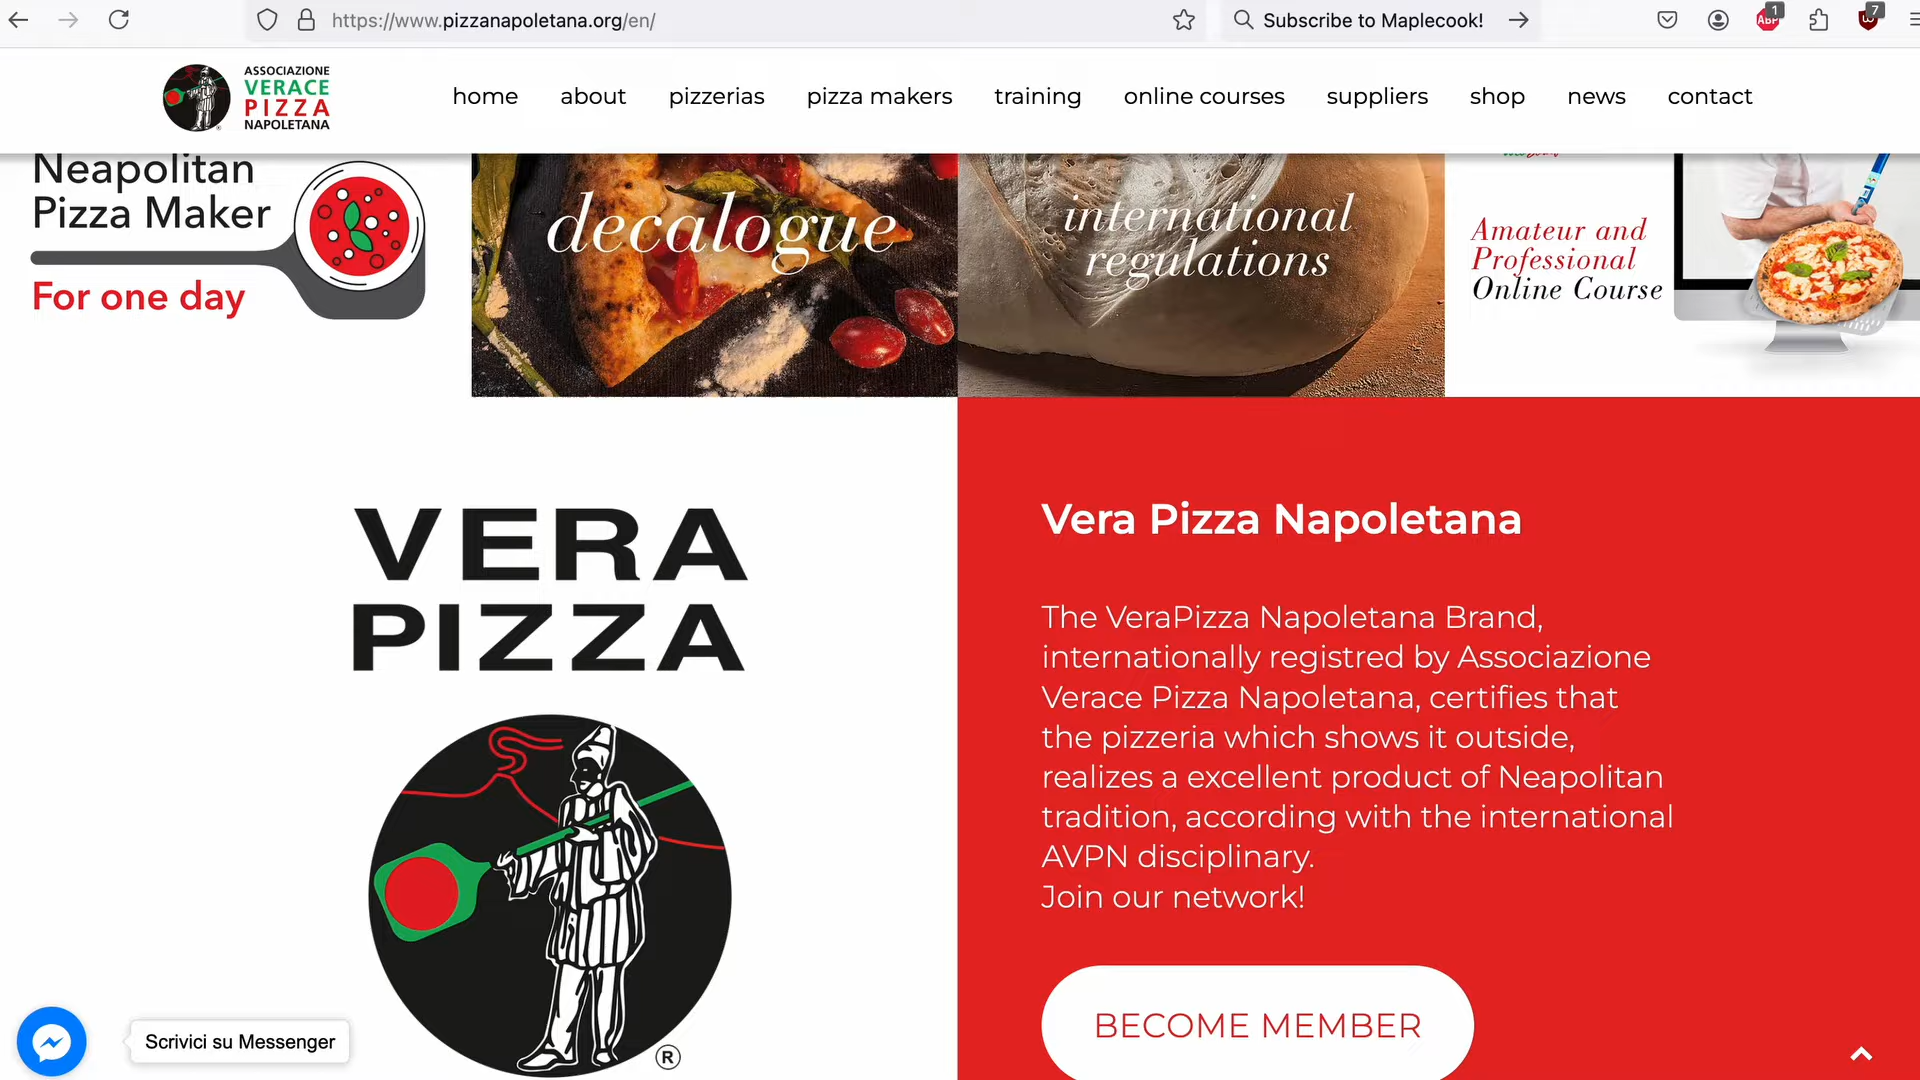 https://www.pizzanapoletana.org/en/
Subscribe to Maplecook!
1
ABP
7
ASSOCIAZIONE
VERACE
PIZZA
NAPOLETANA
home
about
pizzerias
pizza makers
training
online courses
suppliers
shop
news
contact
Neapolitan
Pizza Maker
For one day
decalogue
international
regulations
Amateur and
Professional
Online Course
VERA
PIZZA
®
Vera Pizza Napoletana
The VeraPizza Napoletana Brand,
internationally registred by Associazione
Verace Pizza Napoletana, certifies that
the pizzeria which shows it outside,
realizes a excellent product of Neapolitan
tradition, according with the international
AVPN disciplinary.
Join our network!
BECOME MEMBER
Scrivici su Messenger